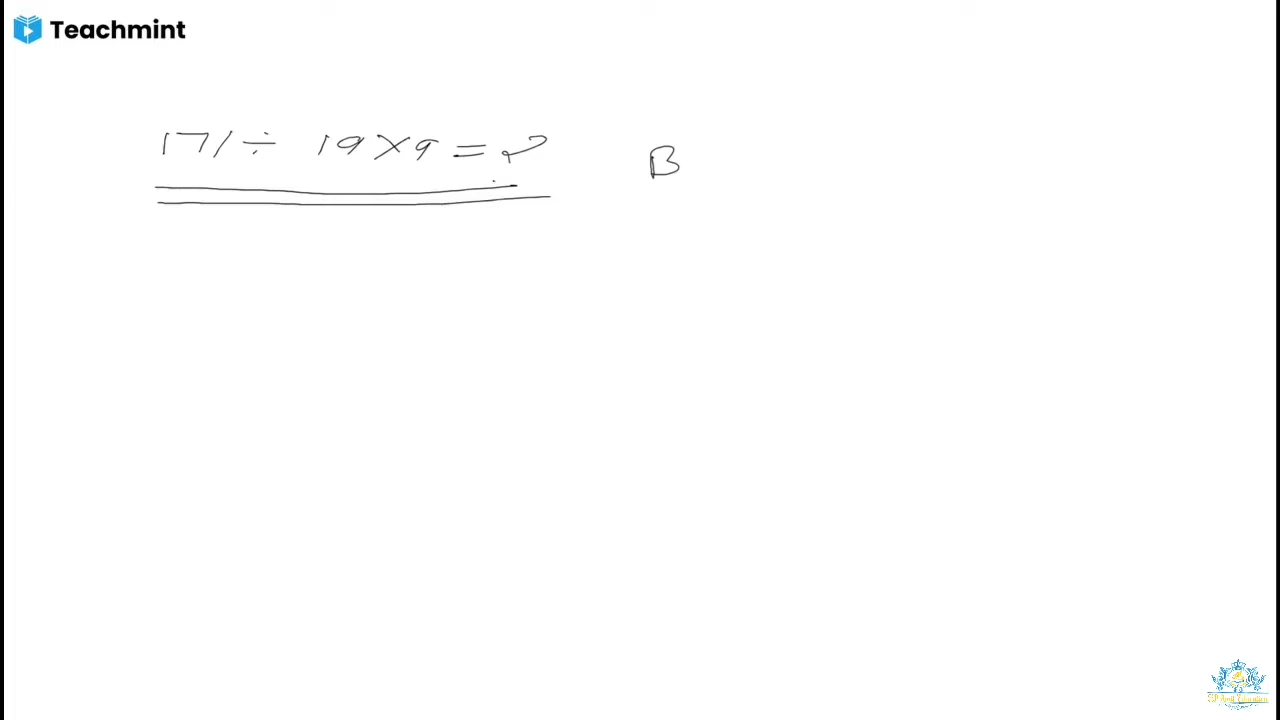 Teachmint
171 ÷ 19 × 9 = ? B